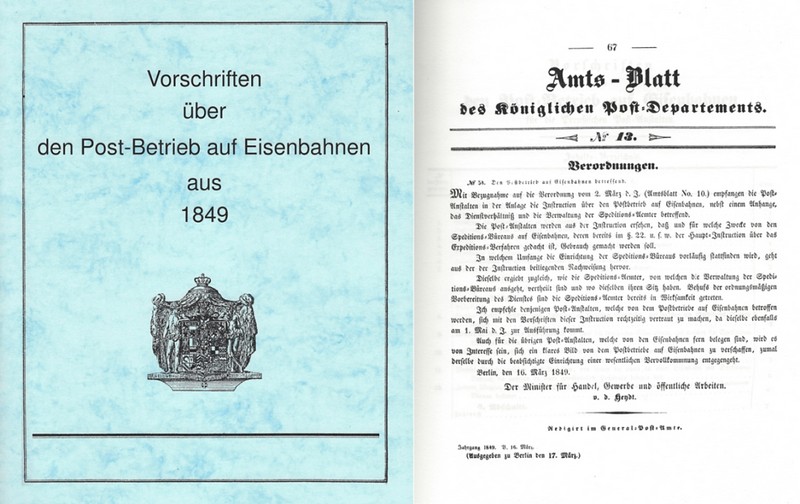 Vorschriften
über
den Post-Betrieb auf Eisenbahnen
aus
1849
67
Amts-Blatt
des Königlichen Post-Departements.
№ 13.
Verordnungen.
№ 54. Den Postbetrieb auf Eisenbahnen betreffend.
Mit Bezugnahme auf die Verordnung vom 2. März d. J. (Amtsblatt No. 10.) empfangen die Post-
Anstalten in der Anlage die Instruction über den Postbetrieb auf Eisenbahnen, nebst einem Anhange,
das Dienstverhältniß und die Verwaltung der Speditions-Aemter betreffend.
Die Post-Anstalten werden aus der Instruction ersehen, daß und für welche Zwecke von den
Speditions-Büreaus auf Eisenbahnen, deren bereits im §. 22. u. f. w. der Haupt-Instruction über das
Expeditions-Verfahren gedacht ist, Gebrauch gemacht werden soll.
In welchem Umfange die Einrichtung der Speditions-Büreaus vorläufig stattfinden wird, geht
aus der der Instruction beiliegenden Nachweisung hervor.
Dieselbe ergiebt zugleich, wie die Speditions-Aemter, von welchen die Verwaltung der Spedi-
tions-Büreaus ausgeht, vertheilt sind und wo dieselben ihren Sitz haben. Behufs der ordnungsmäßigen
Vorbereitung des Dienstes sind die Speditions-Aemter bereits in Wirksamkeit getreten.
Ich empfehle denjenigen Post-Anstalten, welche von dem Postbetriebe auf Eisenbahnen betroffen
werden, sich mit den Vorschriften dieser Instruction rechtzeitig vertraut zu machen, da dieselbe ebenfalls
am 1. Mai d. J. zur Ausführung kommt.
Auch für die übrigen Post-Anstalten, welche von den Eisenbahnen fern belegen sind, wird es
von Interesse sein, sich ein klares Bild von dem Postbetriebe auf Eisenbahnen zu verschaffen, zumal
derselbe durch die beabsichtigte Einrichtung einer wesentlichen Vervollkommnung entgegengeht.
Berlin, den 16. März 1849.
Der Minister für Handel, Gewerbe und öffentliche Arbeiten.
v. d. Heydt.
Redigirt im General-Post-Amte.
Jahrgang 1849. V. 16. März.
(Ausgegeben zu Berlin den 17. März.)